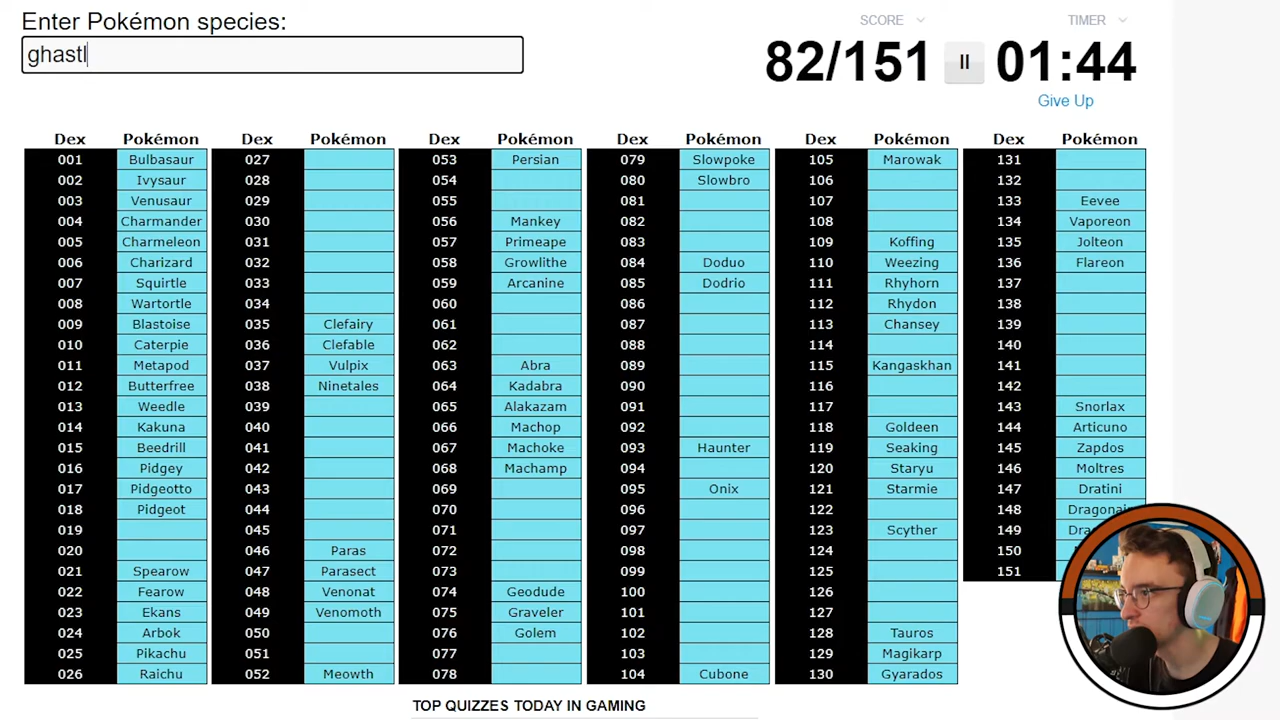 Enter Pokémon species:
ghastl
SCORE
82/151
TIMER
01:44
Give Up
Dex Pokémon Dex Pokémon Dex Pokémon Dex Pokémon Dex Pokémon Dex Pokémon
001 Bulbasaur 027 053 Persian 079 Slowpoke 105 Marowak 131
002 Ivysaur 028 054 080 Slowbro 106 132
003 Venusaur 029 055 081 107 133 Eevee
004 Charmander 030 056 Mankey 082 108 134 Vaporeon
005 Charmeleon 031 057 Primeape 083 109 Koffing 135 Jolteon
006 Charizard 032 058 Growlithe 084 Doduo 110 Weezing 136 Flareon
007 Squirtle 033 059 Arcanine 085 Dodrio 111 Rhyhorn 137
008 Wartortle 034 060 086 112 Rhydon 138
009 Blastoise 035 Clefairy 061 087 113 Chansey 139
010 Caterpie 036 Clefable 062 088 114 140
011 Metapod 037 Vulpix 063 Abra 089 115 Kangaskhan 141
012 Butterfree 038 Ninetales 064 Kadabra 090 116 142
013 Weedle 039 065 Alakazam 091 117 143 Snorlax
014 Kakuna 040 066 Machop 092 118 Goldeen 144 Articuno
015 Beedrill 041 067 Machoke 093 Haunter 119 Seaking 145 Zapdos
016 Pidgey 042 068 Machamp 094 120 Staryu 146 Moltres
017 Pidgeotto 043 069 095 Onix 121 Starmie 147 Dratini
018 Pidgeot 044 070 096 122 148 Dragonair
019 045 071 097 123 Scyther 149
020 046 Paras 072 098 124 150
021 Spearow 047 Parasect 073 099 125 151
022 Fearow 048 Venonat 074 Geodude 100 126
023 Ekans 049 Venomoth 075 Graveler 101 127
024 Arbok 050 076 Golem 102 128 Tauros
025 Pikachu 051 077 103 129 Magikarp
026 Raichu 052 Meowth 078 104 Cubone 130 Gyarados
TOP QUIZZES TODAY IN GAMING